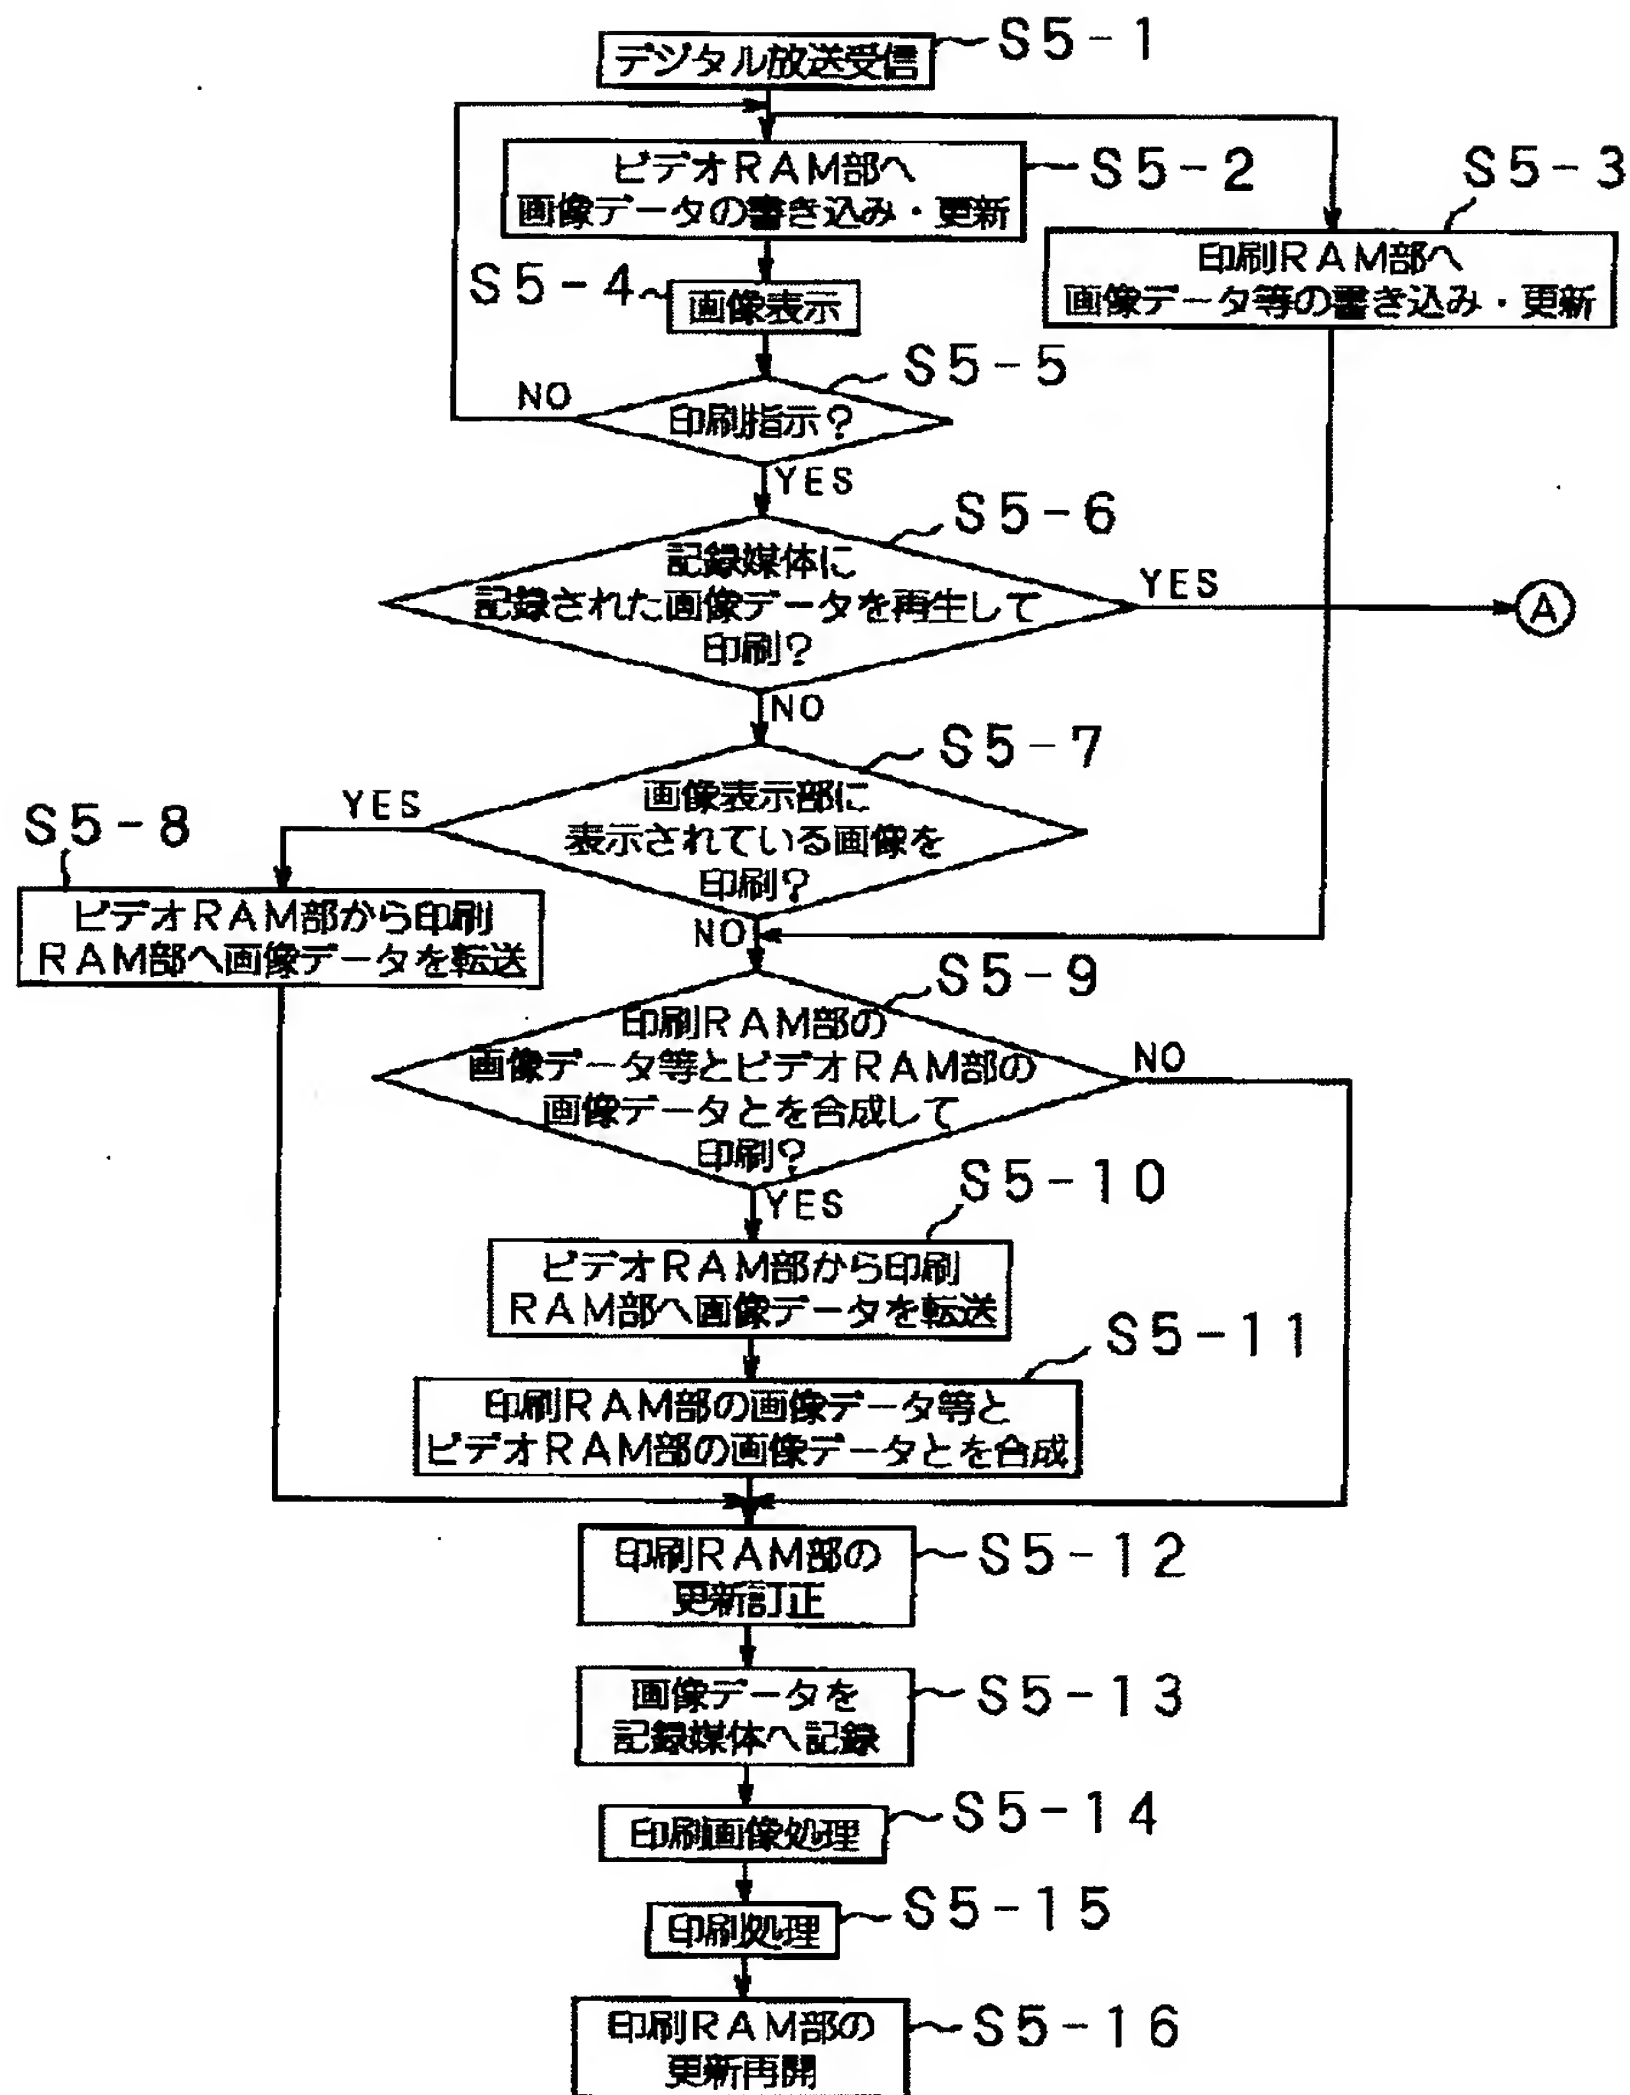 デジタル放送受信
S5-1
ビデオRAM部へ
画像データの書き込み・更新
S5-2
S5-3
印刷RAM部へ
画像データ等の書き込み・更新
S5-4
画像表示
S5-5
NO
印刷指示?
YES
S5-6
記録媒体に
記録された画像データを再生して
印刷?
YES
A
NO
S5-7
画像表示部に
表示されている画像を
印刷?
YES
S5-8
ビデオRAM部から印刷
RAM部へ画像データを転送
NO
S5-9
印刷RAM部の
画像データ等とビデオRAM部の
画像データとを合成して
印刷?
NO
YES
S5-10
ビデオRAM部から印刷
RAM部へ画像データを転送
S5-11
印刷RAM部の画像データ等と
ビデオRAM部の画像データとを合成
印刷RAM部の
更新訂正
S5-12
画像データを
記録媒体へ記録
S5-13
印刷画像処理
S5-14
印刷処理
S5-15
印刷RAM部の
更新再開
S5-16